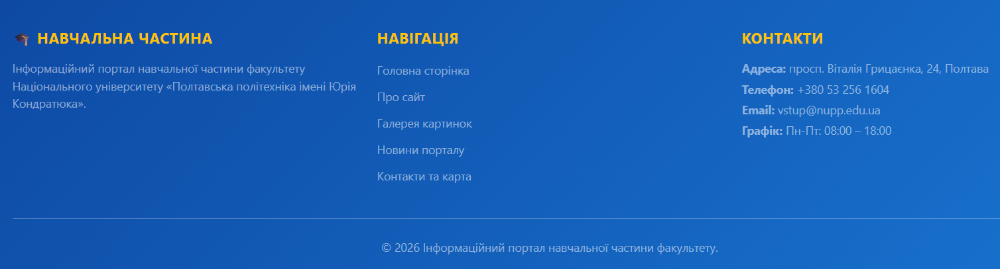 🎓 НАВЧАЛЬНА ЧАСТИНА
Інформаційний портал навчальної частини факультету
Національного університету «Полтавська політехніка імені Юрія
Кондратюка».
НАВІГАЦІЯ
Головна сторінка
Про сайт
Галерея картинок
Новини порталу
Контакти та карта
КОНТАКТИ
Адреса: просп. Віталія Грицаєнка, 24, Полтава
Телефон: +380 53 256 1604
Email: vstup@nupp.edu.ua
Графік: Пн-Пт: 08:00 – 18:00
© 2026 Інформаційний портал навчальної частини факультету.